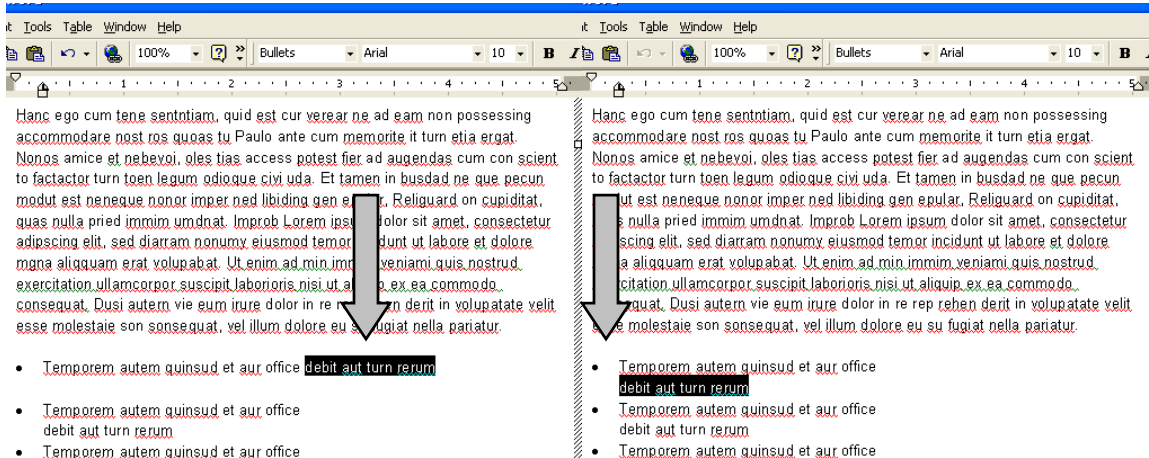 Tools Table Window Help
100% Bullets Arial 10 B I
1 2 3 4 5
Hanc ego cum tene sentntiam, quid est cur verear ne ad eam non possessing
accommodare nost ros quoas tu Paulo ante cum memorite it turn etia ergat.
Nonos amice et nebevoi, oles tias access potest fier ad augendas cum con scient
to factactor turn toen legum odioque civi uda. Et tamen in busdad ne que pecun
modut est neneque nonor imper ned libiding gen Religuard on cupiditat,
quas nulla pried immim umdnat. Improb Lorem dolor sit amet, consectetur
adipscing elit, sed diarram nonumy eiusmod temor ut labore et dolore
mgna aliqquam erat volupabat. Ut enim ad min veniami quis nostrud
exercitation ullamcorpor suscipit laborioris nisi ut ex ea commodo
consequat, Dusi autern vie eum irure dolor in re derit in volupatate velit
esse molestaie son sonsequat, vel illum dolore eu fugiat nella pariatur.
• Temporem autem quinsud et aur office debit aut turn rerum
• Temporem autem quinsud et aur office
debit aut turn rerum
• Temporem autem quinsud et aur office
Tools Table Window Help
100% Bullets Arial 10 B
1 2 3 4 5
Hanc ego cum tene sentntiam, quid est cur verear ne ad eam non possessing
accommodare nost ros quoas tu Paulo ante cum memorite it turn etia ergat.
Nonos amice et nebevoi, oles tias access potest fier ad augendas cum con scient
to factactor turn toen legum odioque civi uda. Et tamen in busdad ne que pecun
est neneque nonor imper ned libiding gen epular, Religuard on cupiditat,
nulla pried immim umdnat. Improb Lorem ipsum dolor sit amet, consectetur
elit, sed diarram nonumy eiusmod temor incidunt ut labore et dolore
aliqquam erat volupabat. Ut enim ad min immim veniami quis nostrud
ullamcorpor suscipit laborioris nisi ut aliquip ex ea commodo
Dusi autern vie eum irure dolor in re rep rehen derit in volupatate velit
molestaie son sonsequat, vel illum dolore eu su fugiat nella pariatur.
• Temporem autem quinsud et aur office
debit aut turn rerum
• Temporem autem quinsud et aur office
debit aut turn rerum
• Temporem autem quinsud et aur office